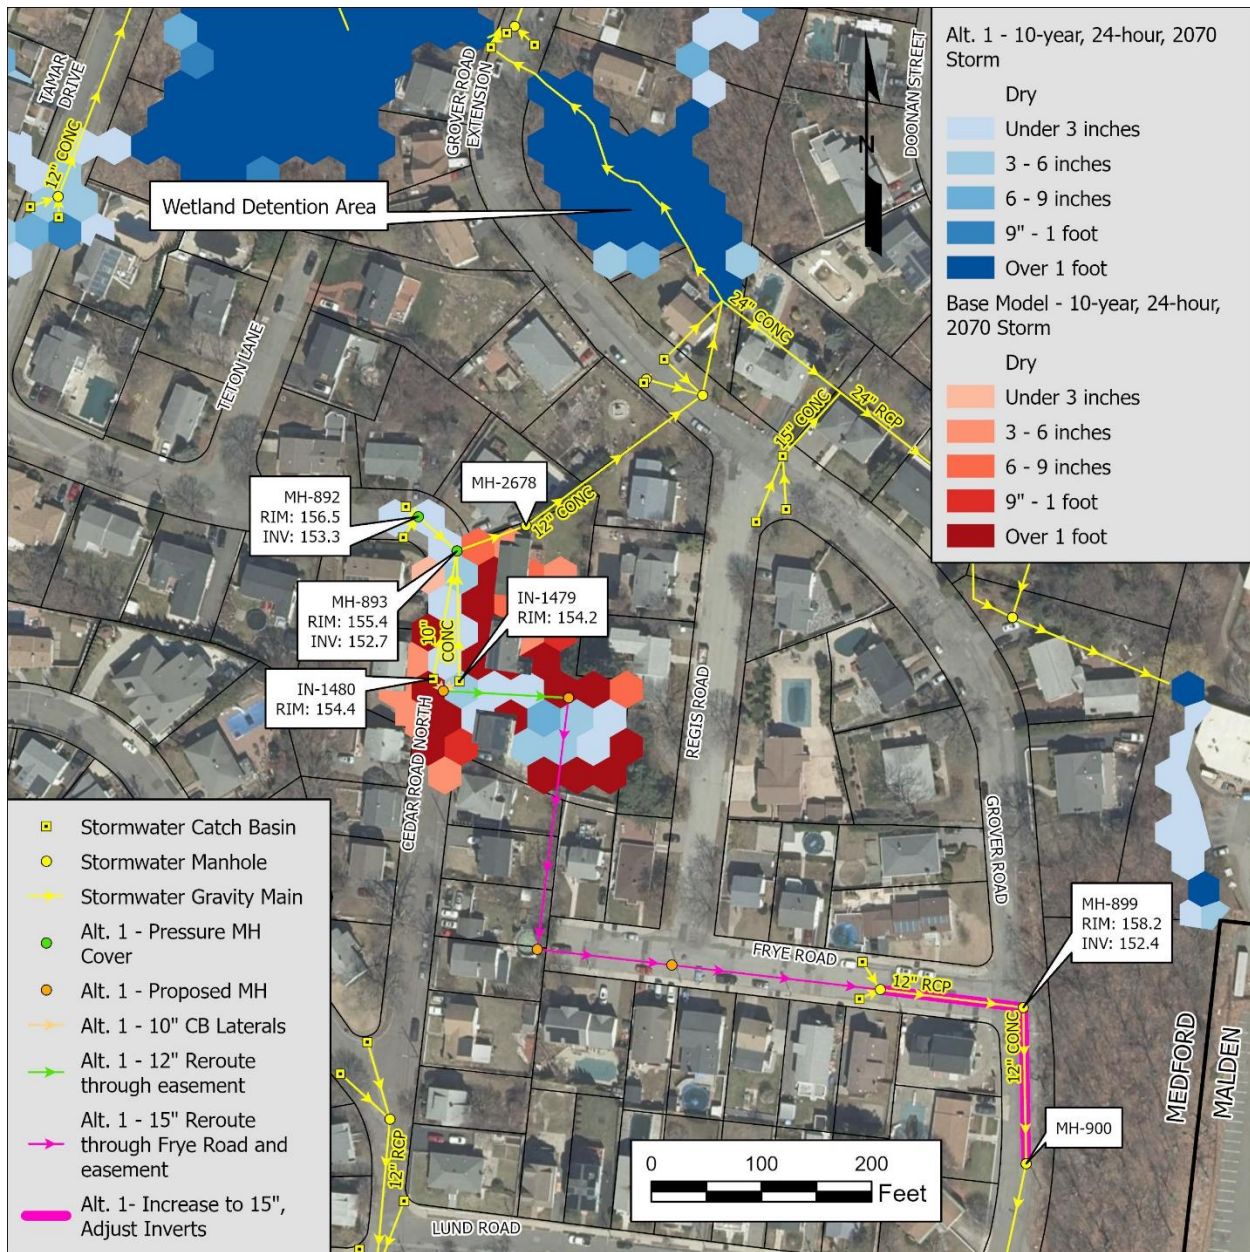 TAMAR
DRIVE
12" CONC
GROVER ROAD
EXTENSION
DOONAN STREET
N
Wetland Detention Area
TETON LANE
24" CONC
24" RCP
15" CONC
MH-2678
12" CONC
MH-892
RIM: 156.5
INV: 153.3
MH-893
RIM: 155.4
INV: 152.7
10"
CONC
IN-1479
RIM: 154.2
IN-1480
RIM: 154.4
CEDAR ROAD NORTH
REGIS ROAD
GROVER ROAD
FRYE ROAD
12" RCP
12" CONC
MH-899
RIM: 158.2
INV: 152.4
MH-900
MEDFORD
MALDEN
12" RCP
LUND ROAD
0 100 200
Feet
Alt. 1 - 10-year, 24-hour, 2070
Storm
Dry
Under 3 inches
3 - 6 inches
6 - 9 inches
9" - 1 foot
Over 1 foot
Base Model - 10-year, 24-hour,
2070 Storm
Dry
Under 3 inches
3 - 6 inches
6 - 9 inches
9" - 1 foot
Over 1 foot
Stormwater Catch Basin
Stormwater Manhole
Stormwater Gravity Main
Alt. 1 - Pressure MH
Cover
Alt. 1 - Proposed MH
Alt. 1 - 10" CB Laterals
Alt. 1 - 12" Reroute
through easement
Alt. 1 - 15" Reroute
through Frye Road and
easement
Alt. 1- Increase to 15",
Adjust Inverts